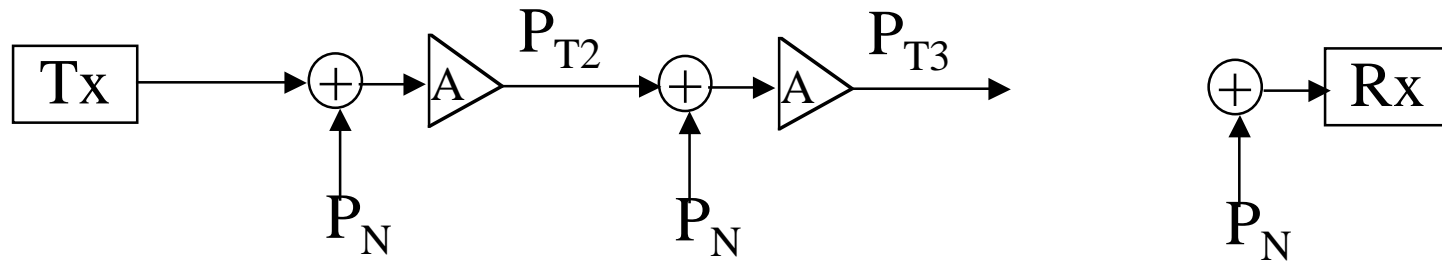 Tx + P_N A P_T2 + P_N A P_T3 + P_N Rx